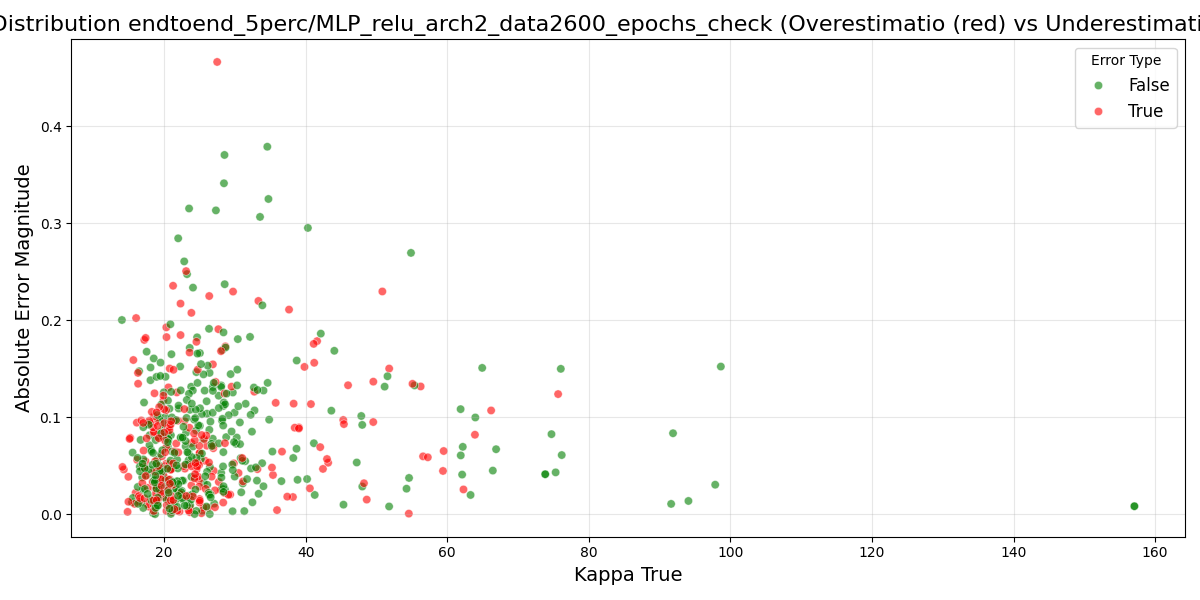 Distribution endtoend_5perc/MLP_relu_arch2_data2600_epochs_check (Overestimatio (red) vs Underestimati
Error Type
False
True
Absolute Error Magnitude
0.4
0.3
0.2
0.1
0.0
20 40 60 80 100 120 140 160
Kappa True